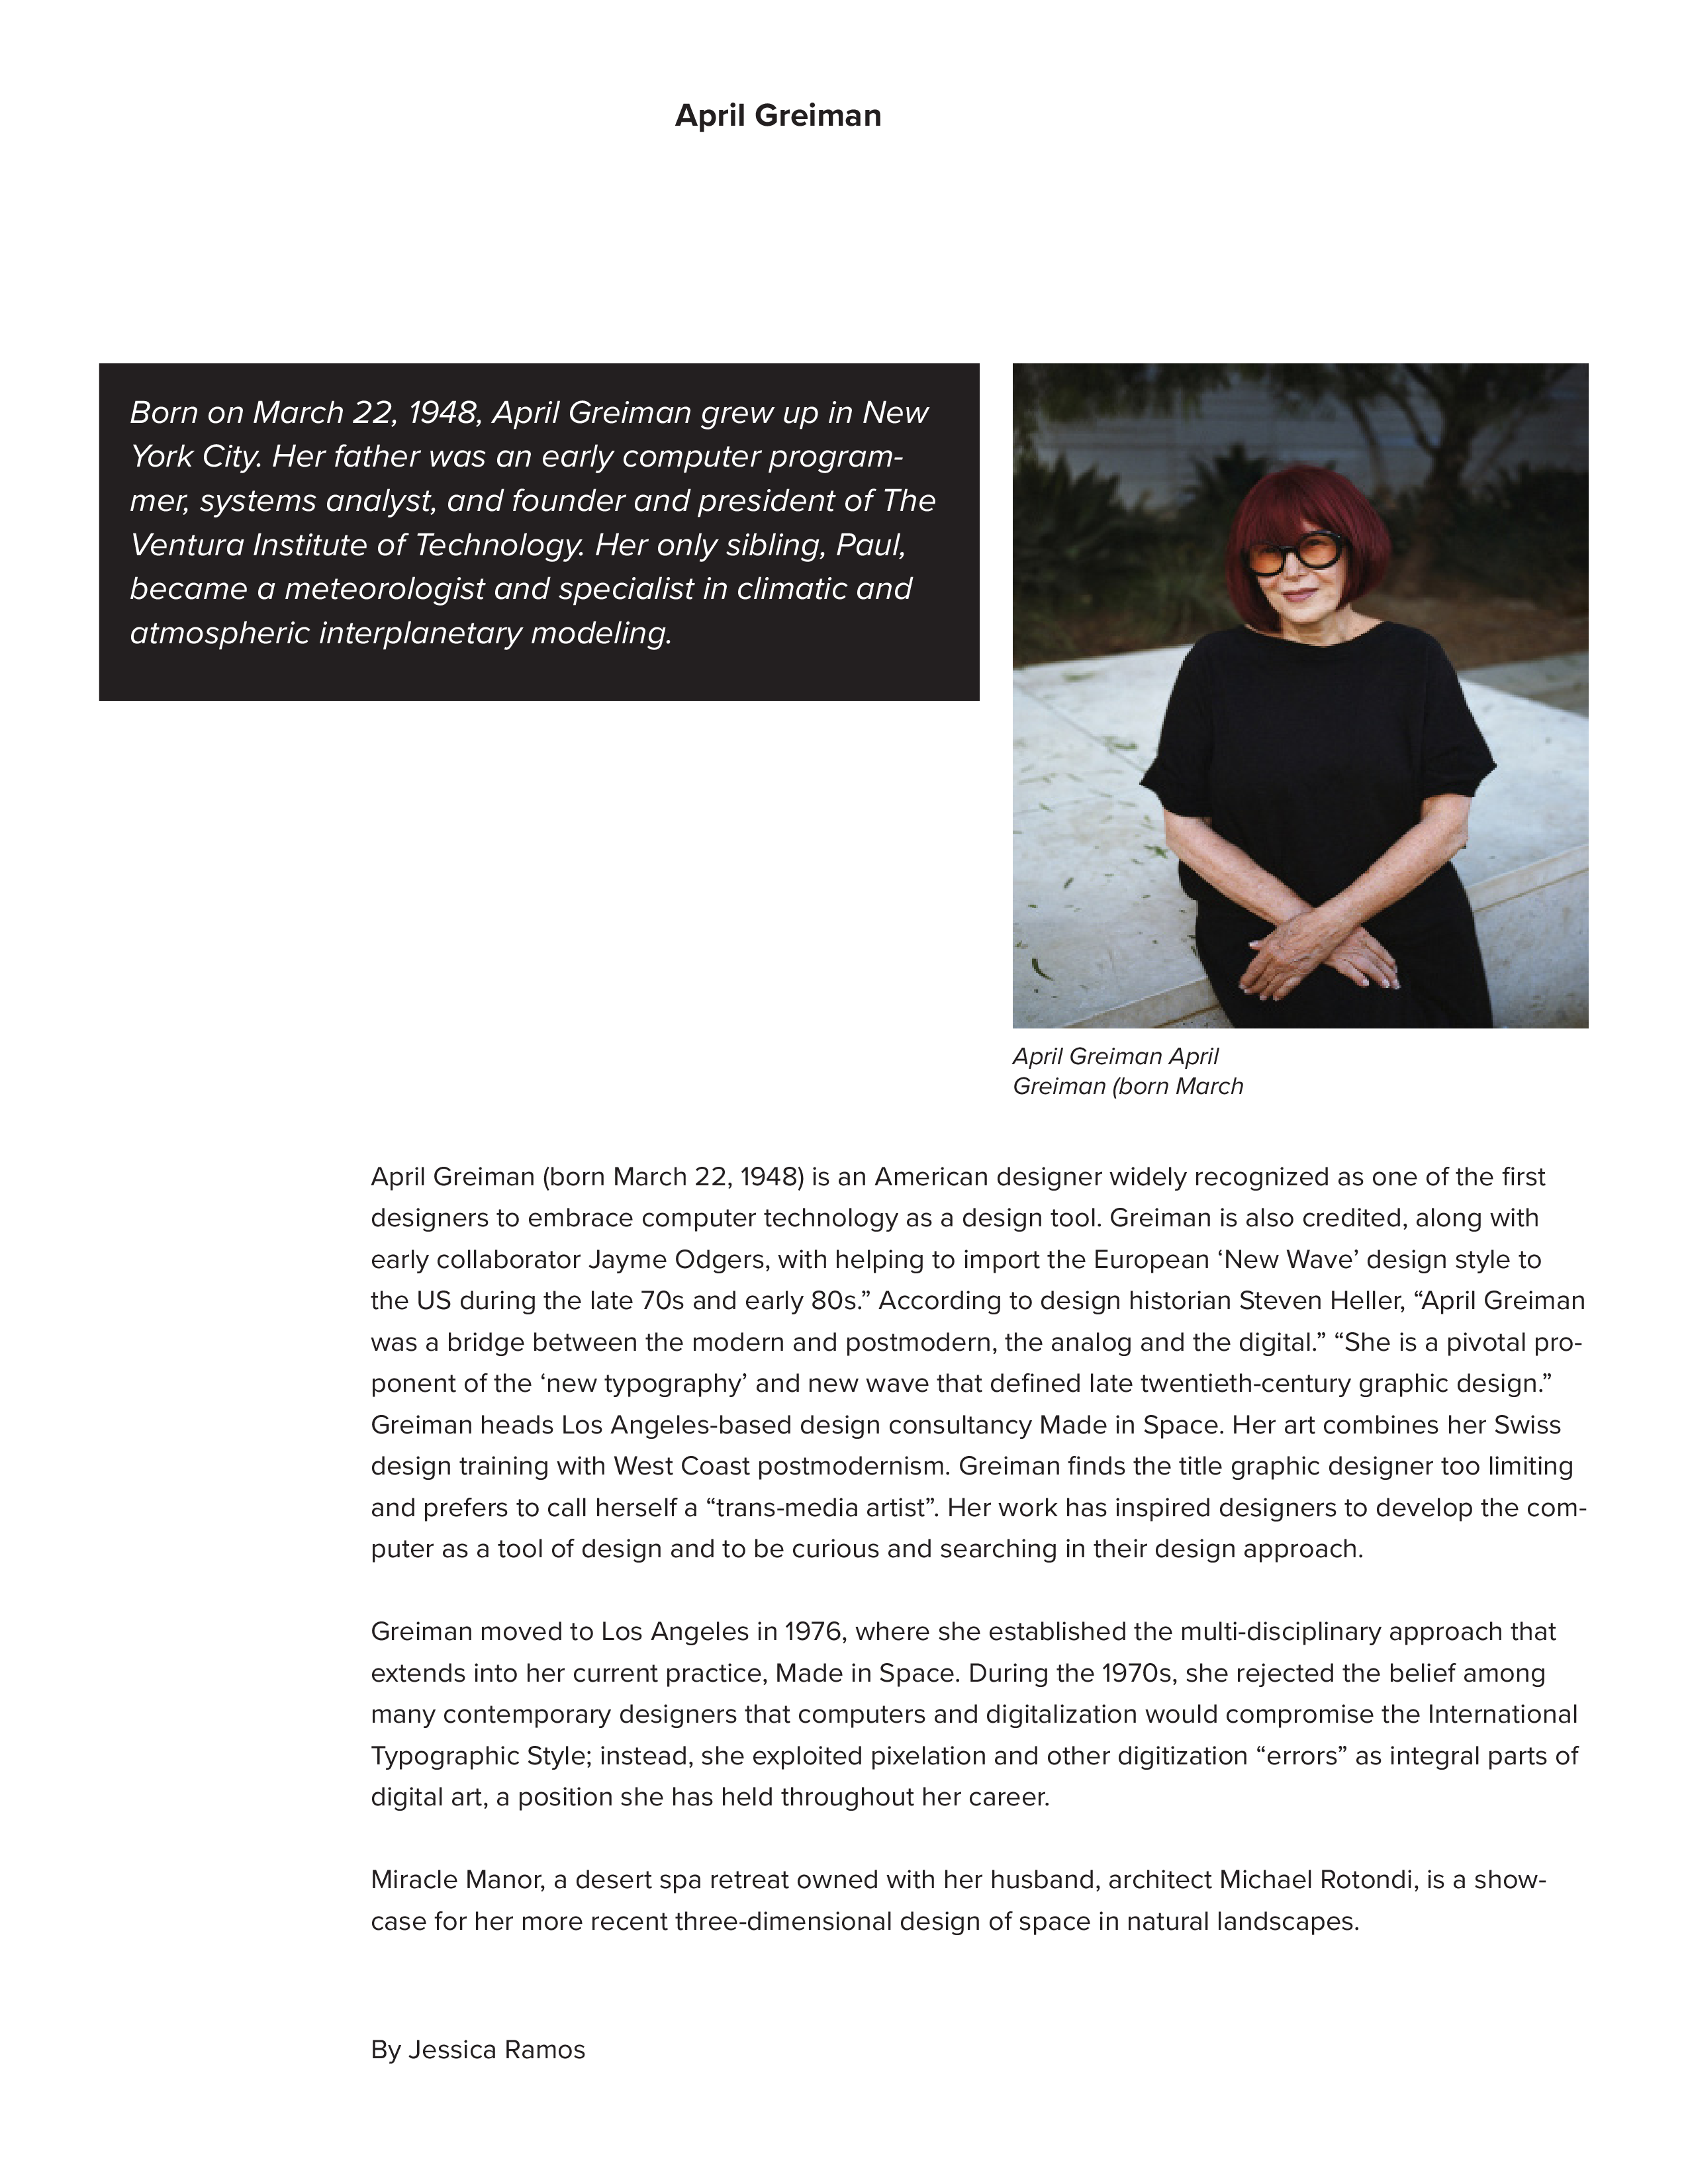 April Greiman
Born on March 22, 1948, April Greiman grew up in New
York City. Her father was an early computer program-
mer, systems analyst, and founder and president of The
Ventura Institute of Technology. Her only sibling, Paul,
became a meteorologist and specialist in climatic and
atmospheric interplanetary modeling.
April Greiman April
Greiman (born March
April Greiman (born March 22, 1948) is an American designer widely recognized as one of the first
designers to embrace computer technology as a design tool. Greiman is also credited, along with
early collaborator Jayme Odgers, with helping to import the European ‘New Wave’ design style to
the US during the late 70s and early 80s.” According to design historian Steven Heller, “April Greiman
was a bridge between the modern and postmodern, the analog and the digital.” “She is a pivotal pro-
ponent of the ‘new typography’ and new wave that defined late twentieth-century graphic design.”
Greiman heads Los Angeles-based design consultancy Made in Space. Her art combines her Swiss
design training with West Coast postmodernism. Greiman finds the title graphic designer too limiting
and prefers to call herself a “trans-media artist”. Her work has inspired designers to develop the com-
puter as a tool of design and to be curious and searching in their design approach.
Greiman moved to Los Angeles in 1976, where she established the multi-disciplinary approach that
extends into her current practice, Made in Space. During the 1970s, she rejected the belief among
many contemporary designers that computers and digitalization would compromise the International
Typographic Style; instead, she exploited pixelation and other digitization “errors” as integral parts of
digital art, a position she has held throughout her career.
Miracle Manor, a desert spa retreat owned with her husband, architect Michael Rotondi, is a show-
case for her more recent three-dimensional design of space in natural landscapes.
By Jessica Ramos